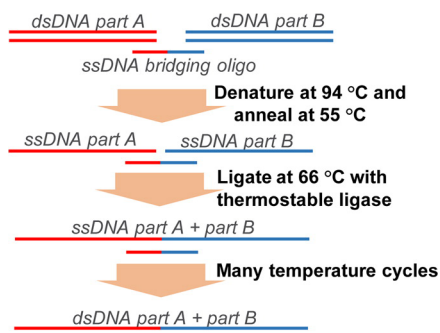 dsDNA part A dsDNA part B
ssDNA bridging oligo
Denature at 94 °C and
anneal at 55 °C
ssDNA part A ssDNA part B
Ligate at 66 °C with
thermostable ligase
ssDNA part A + part B
Many temperature cycles
dsDNA part A + part B